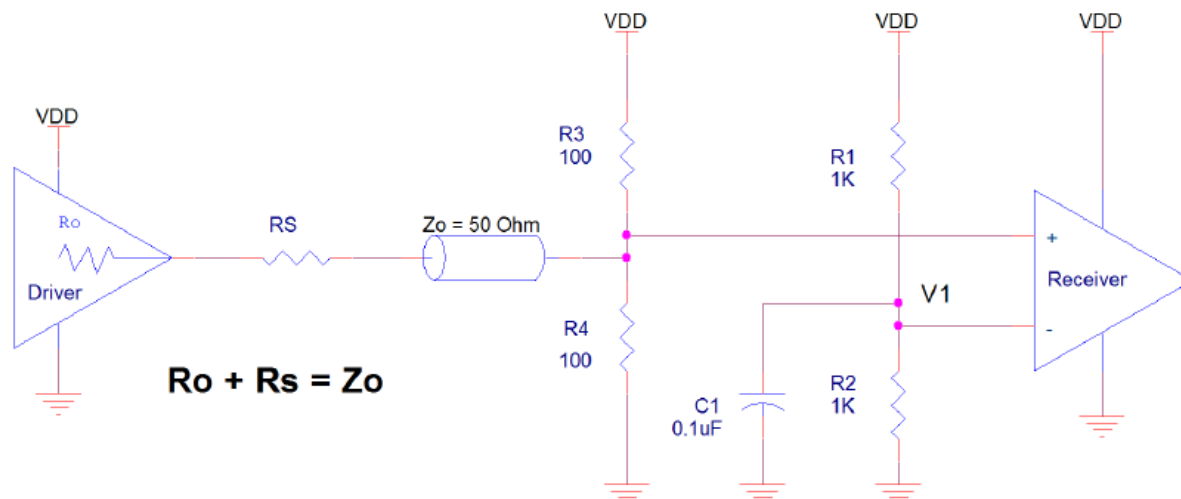 VDD
VDD
VDD
VDD
R3
100
R1
1K
Ro
RS
Zo = 50 Ohm
+
Driver
Receiver
V1
-
R4
100
Ro + Rs = Zo
R2
1K
C1
0.1uF